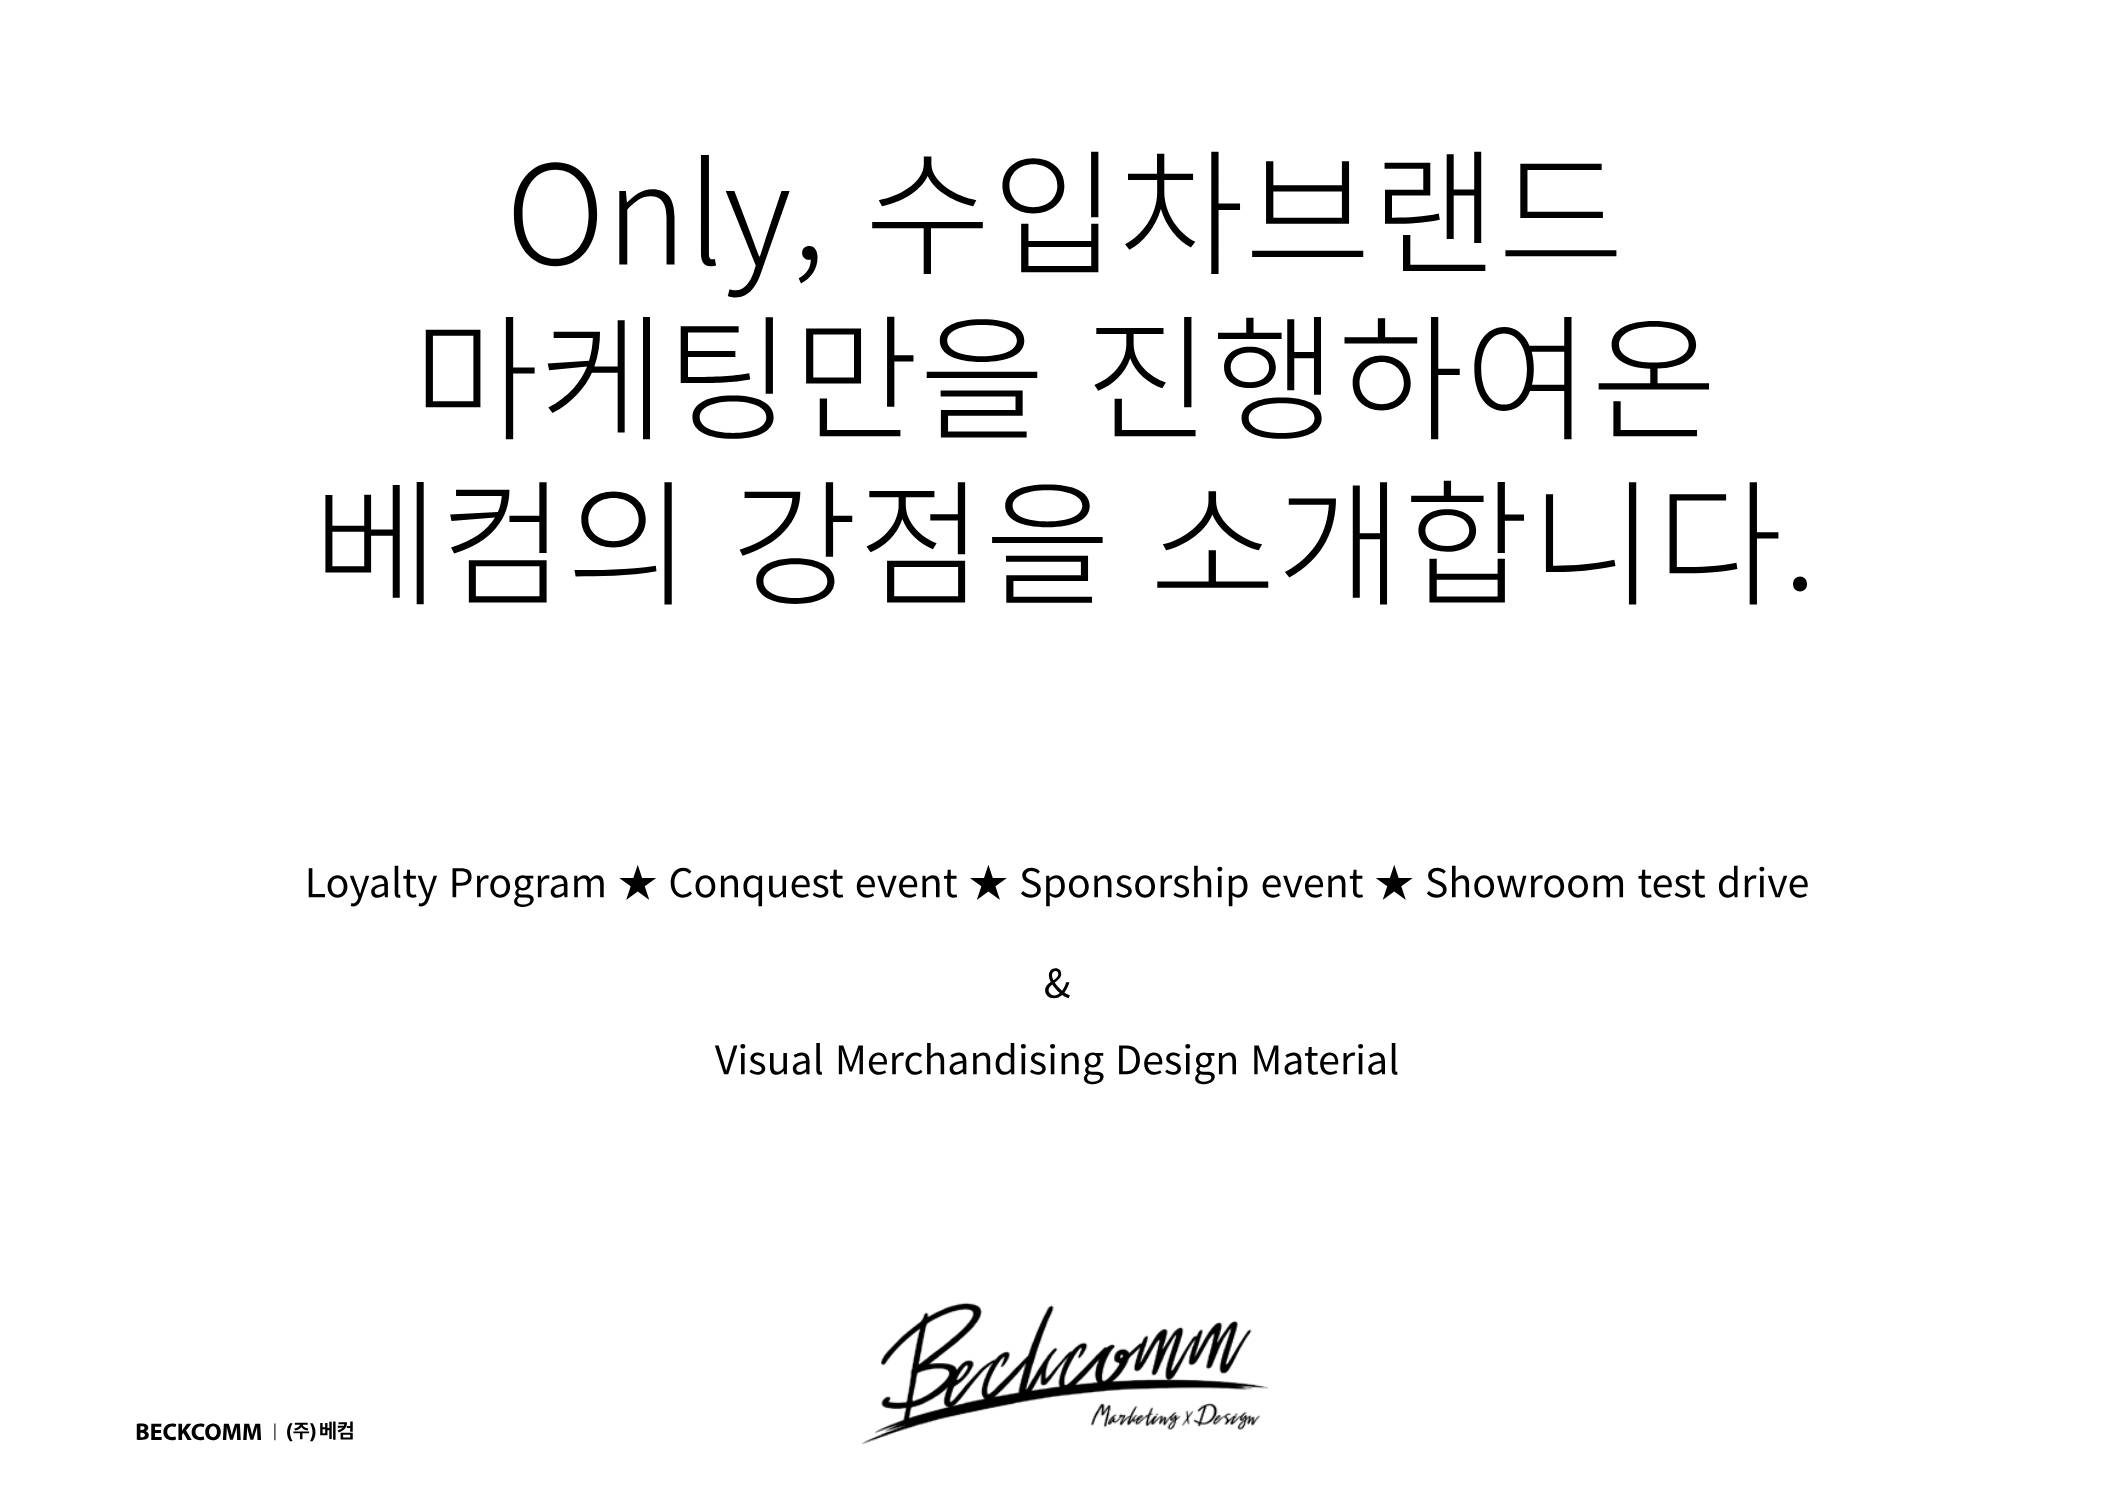 Only, 수입차브랜드
마케팅만을 진행하여온
베컴의 강점을 소개합니다.
Loyalty Program ★ Conquest event ★ Sponsorship event ★ Showroom test drive
&
Visual Merchandising Design Material
Beckcomm
Marketing x Design
BECKCOMM | (주)베컴